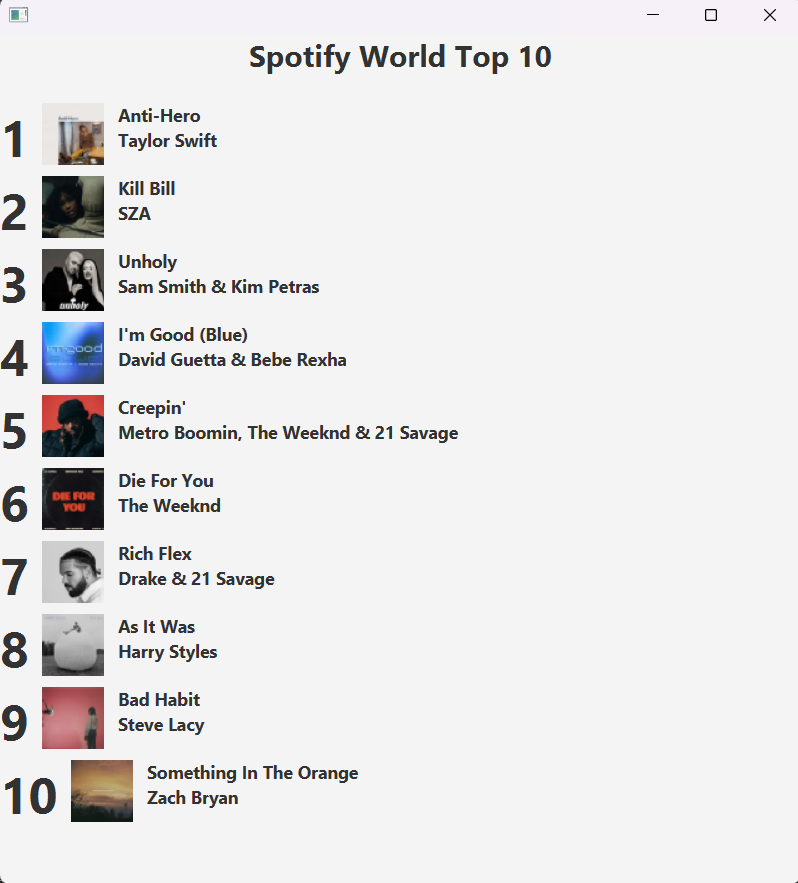 Spotify World Top 10
1
Anti-Hero
Taylor Swift
2
Kill Bill
SZA
3
unholy
Unholy
Sam Smith & Kim Petras
4
im good
I'm Good (Blue)
David Guetta & Bebe Rexha
5
Creepin'
Metro Boomin, The Weeknd & 21 Savage
6
DIE FOR
YOU
Die For You
The Weeknd
7
Rich Flex
Drake & 21 Savage
8
As It Was
Harry Styles
9
Bad Habit
Steve Lacy
10
Something In The Orange
Zach Bryan